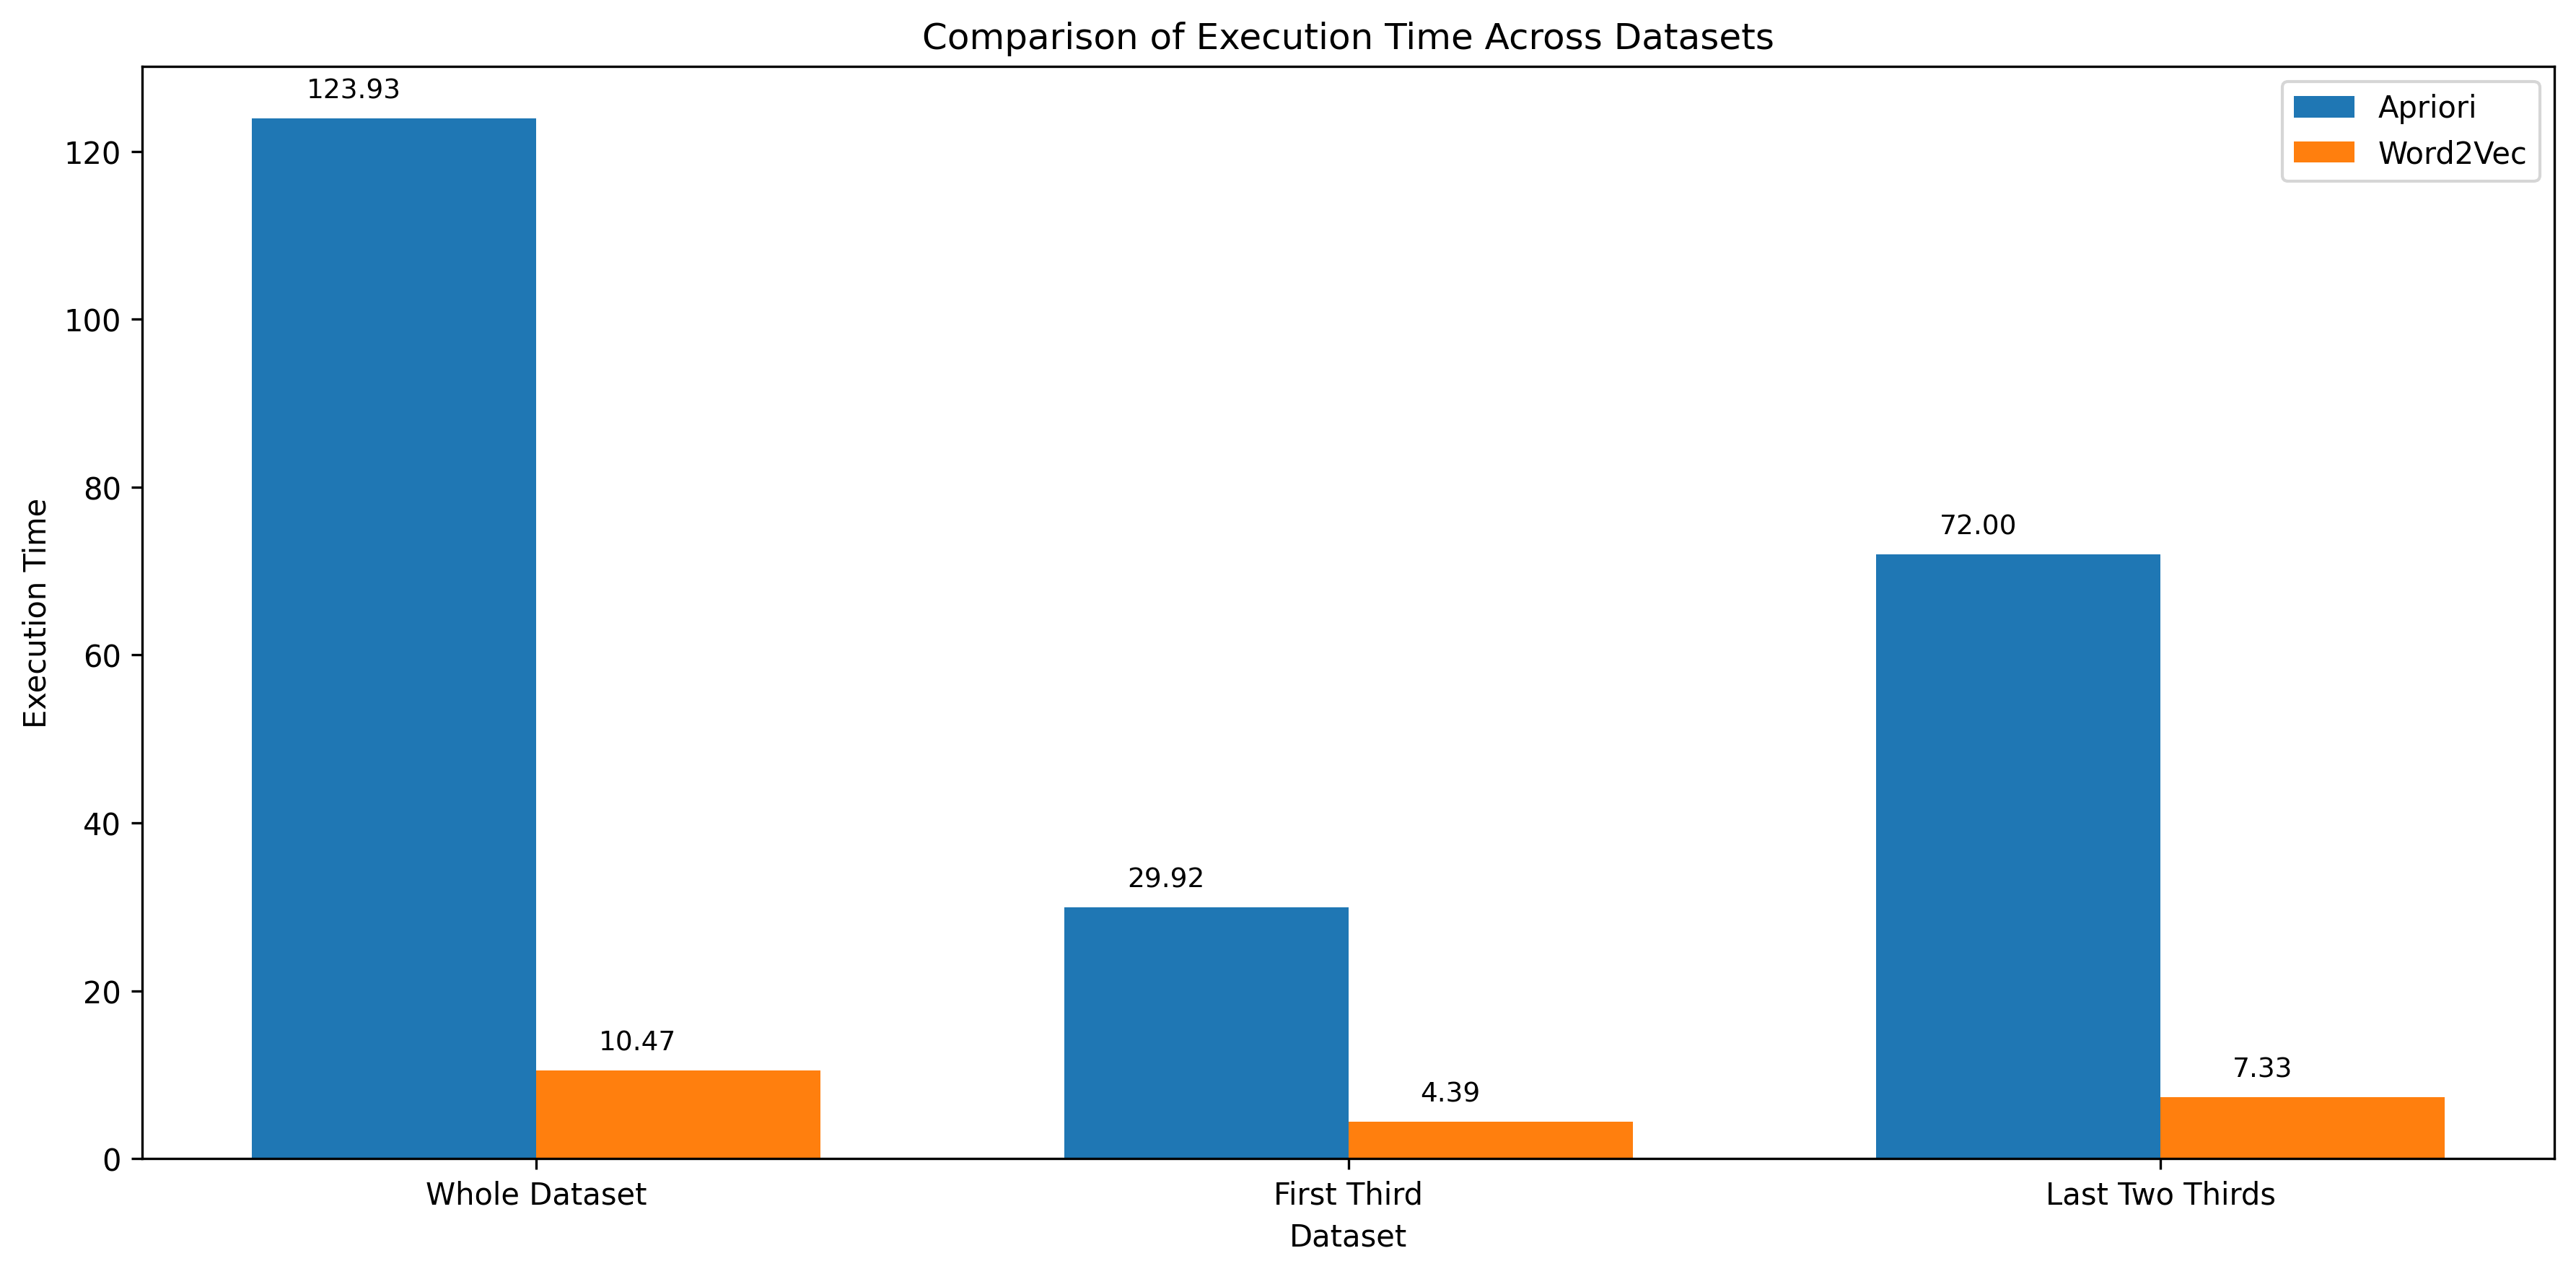 Comparison of Execution Time Across Datasets
Apriori
Word2Vec
Execution Time
120
100
80
60
40
20
0
123.93
10.47
29.92
4.39
72.00
7.33
Whole Dataset
First Third
Last Two Thirds
Dataset